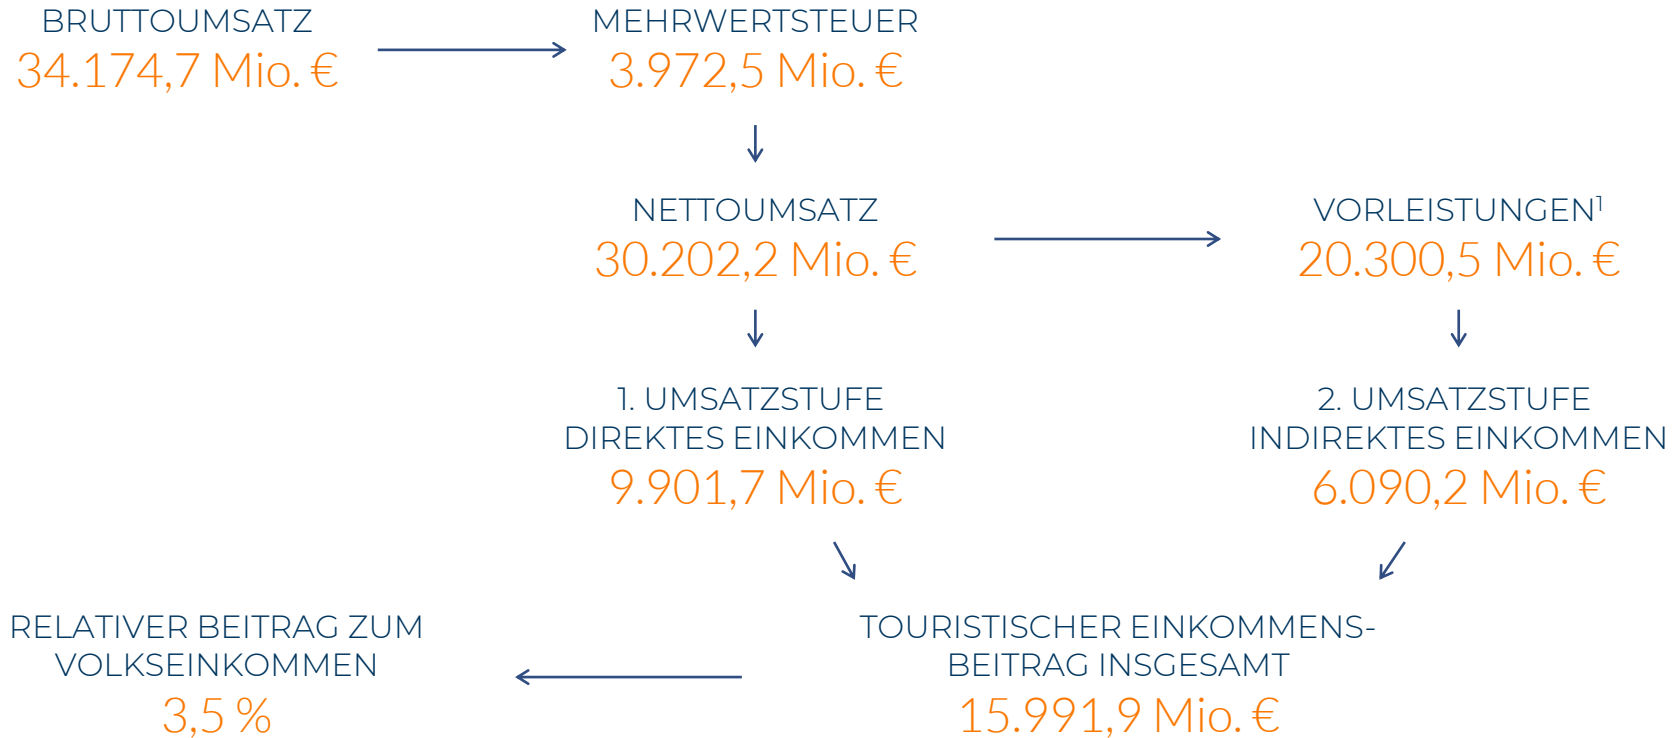 BRUTTOUMSATZ
34.174,7 Mio. €
MEHRWERTSTEUER
3.972,5 Mio. €
NETTOUMSATZ
30.202,2 Mio. €
VORLEISTUNGEN¹
20.300,5 Mio. €
1. UMSATZSTUFE
DIREKTES EINKOMMEN
9.901,7 Mio. €
2. UMSATZSTUFE
INDIREKTES EINKOMMEN
6.090,2 Mio. €
RELATIVER BEITRAG ZUM
VOLKSEINKOMMEN
3,5 %
TOURISTISCHER EINKOMMENS-
BEITRAG INSGESAMT
15.991,9 Mio. €